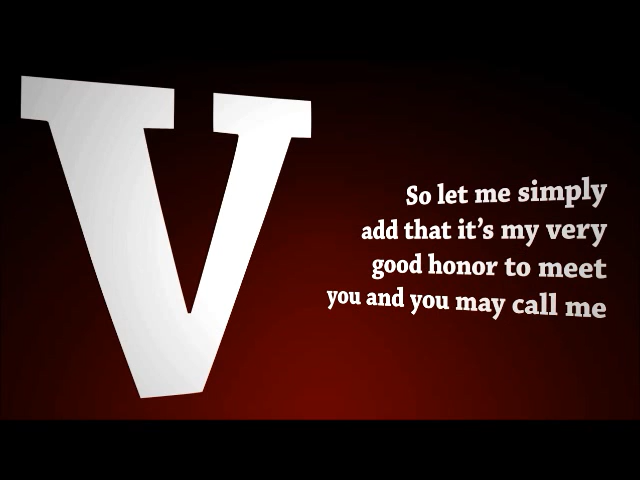 V
So let me simply
add that it's my very
good honor to meet
you and you may call me